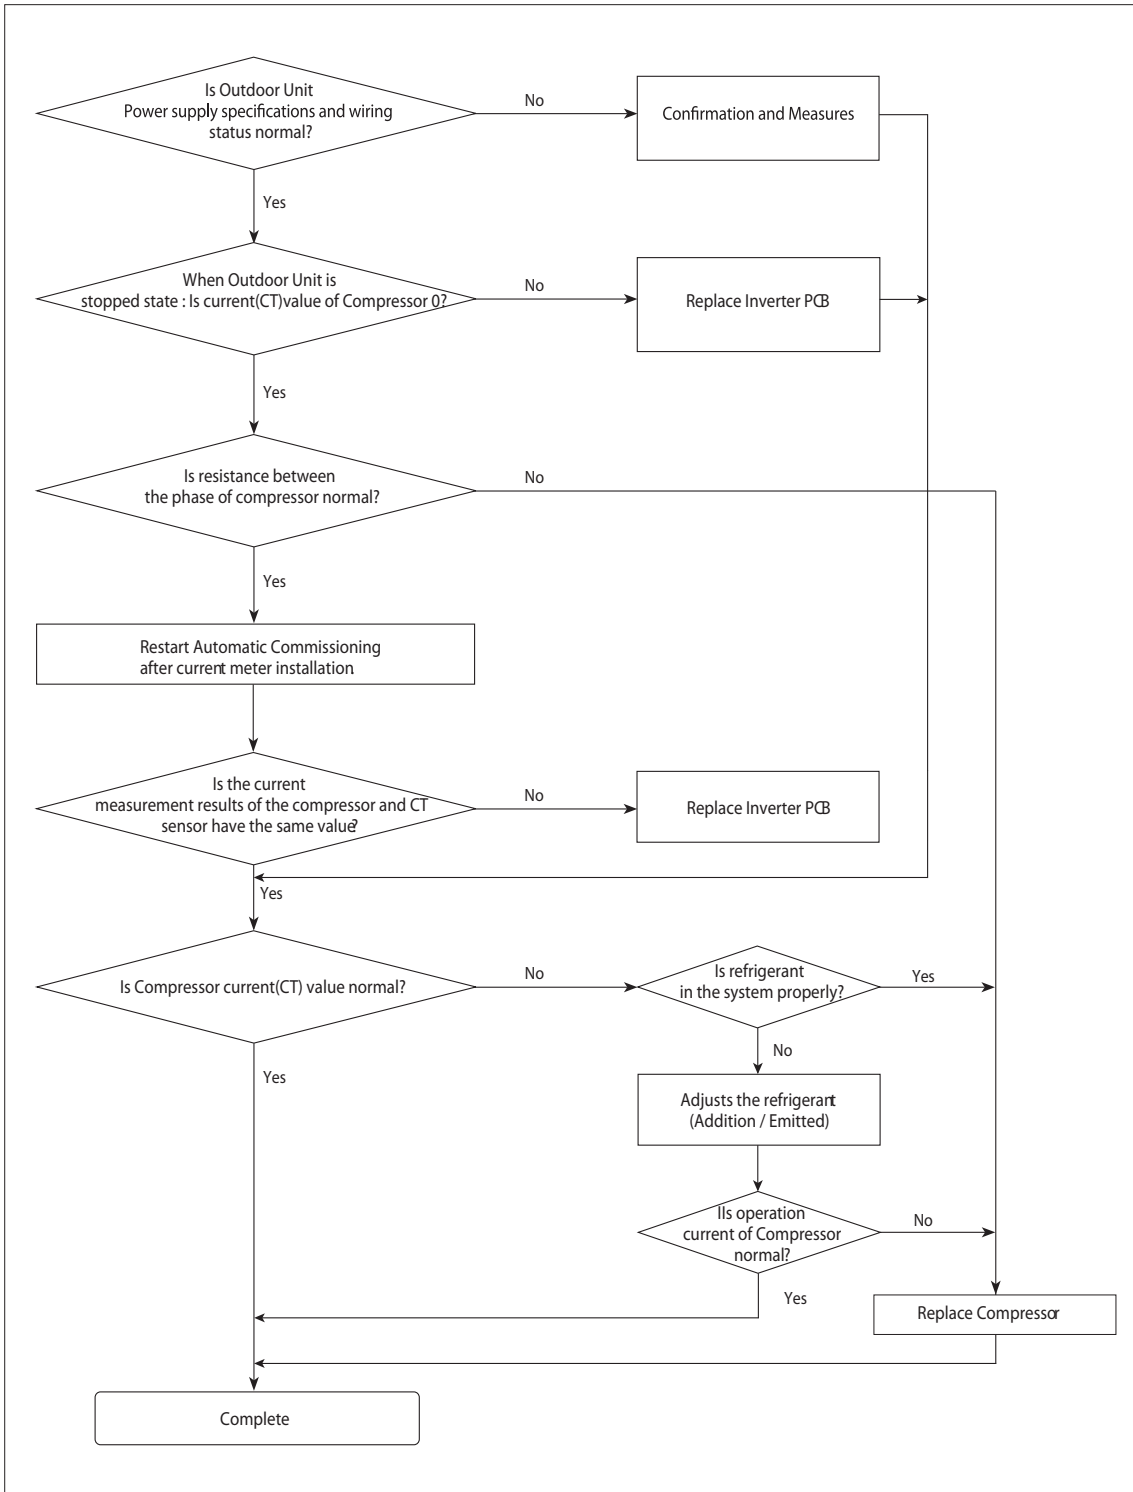 Is Outdoor Unit
Power supply specifications and wiring
status normal?
No
Confirmation and Measures
Yes
When Outdoor Unit is
stopped state : Is current(CT)value of Compressor 0?
No
Replace Inverter PCB
Yes
Is resistance between
the phase of compressor normal?
No
Yes
Restart Automatic Commissioning
after current meter installation.
Is the current
measurement results of the compressor and CT
sensor have the same value?
No
Replace Inverter PCB
Yes
Is Compressor current(CT) value normal?
No
Is refrigerant
in the system properly?
Yes
No
Yes
Adjusts the refrigerant
(Addition / Emitted)
IIs operation
current of Compressor
normal?
No
Yes
Replace Compressor
Complete